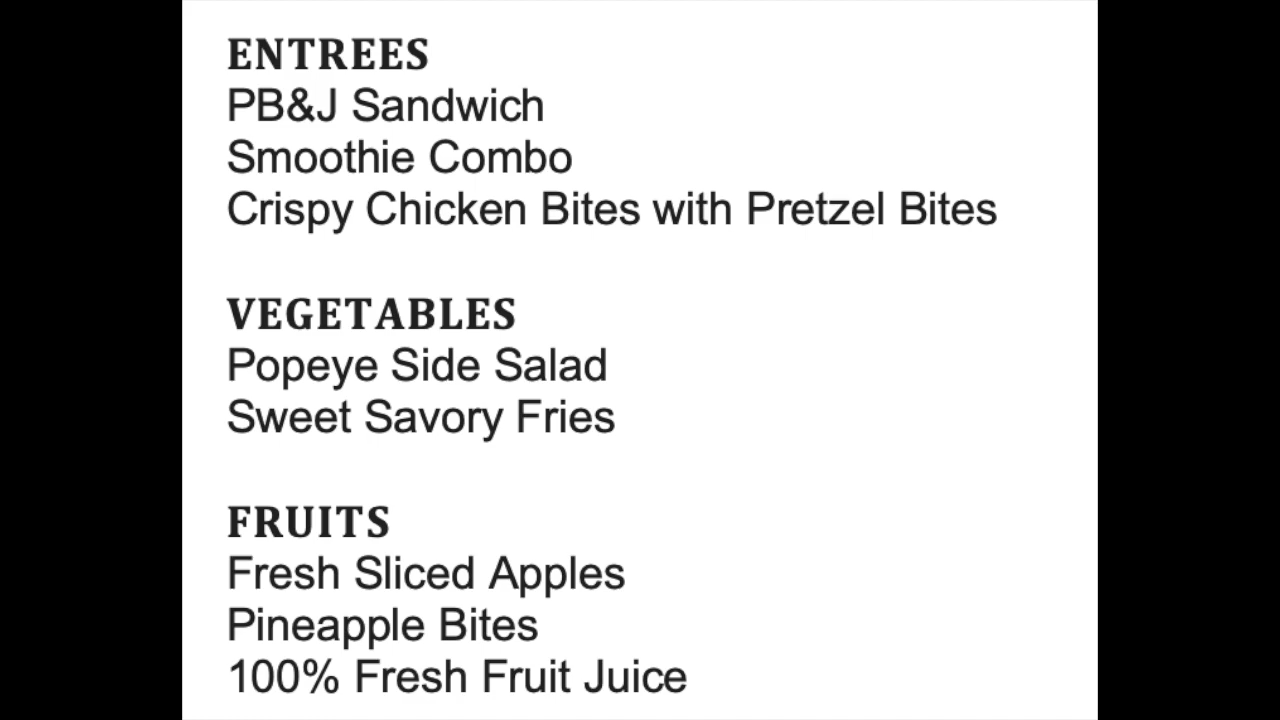 ENTREES
PB&J Sandwich
Smoothie Combo
Crispy Chicken Bites with Pretzel Bites
VEGETABLES
Popeye Side Salad
Sweet Savory Fries
FRUITS
Fresh Sliced Apples
Pineapple Bites
100% Fresh Fruit Juice